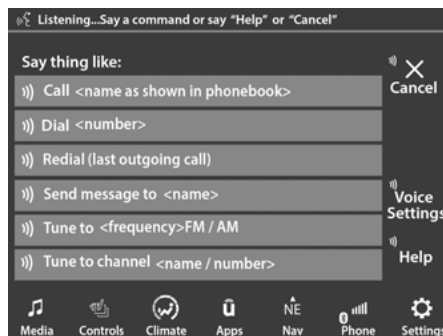 Listening...Say a command or say “Help” or “Cancel”
Say thing like:
Call <name as shown in phonebook>
Dial <number>
Redial (last outgoing call)
Send message to <name>
Tune to <frequency>FM / AM
Tune to channel <name / number>
Cancel
Voice
Settings
Help
û
NE
Media Controls Climate Apps Nav Phone Settings